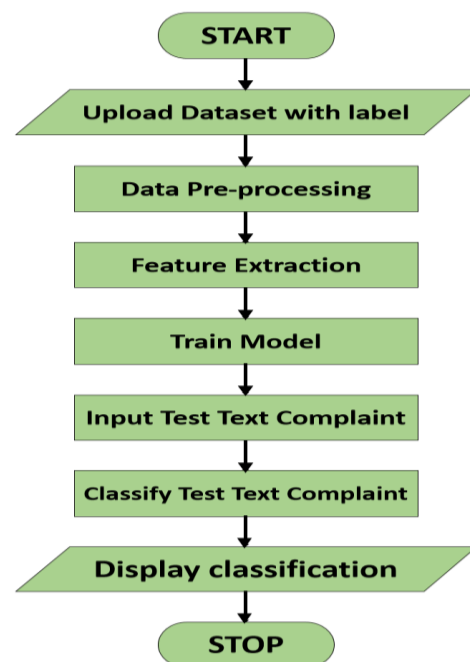 START
Upload Dataset with label
Data Pre-processing
Feature Extraction
Train Model
Input Test Text Complaint
Classify Test Text Complaint
Display classification
STOP